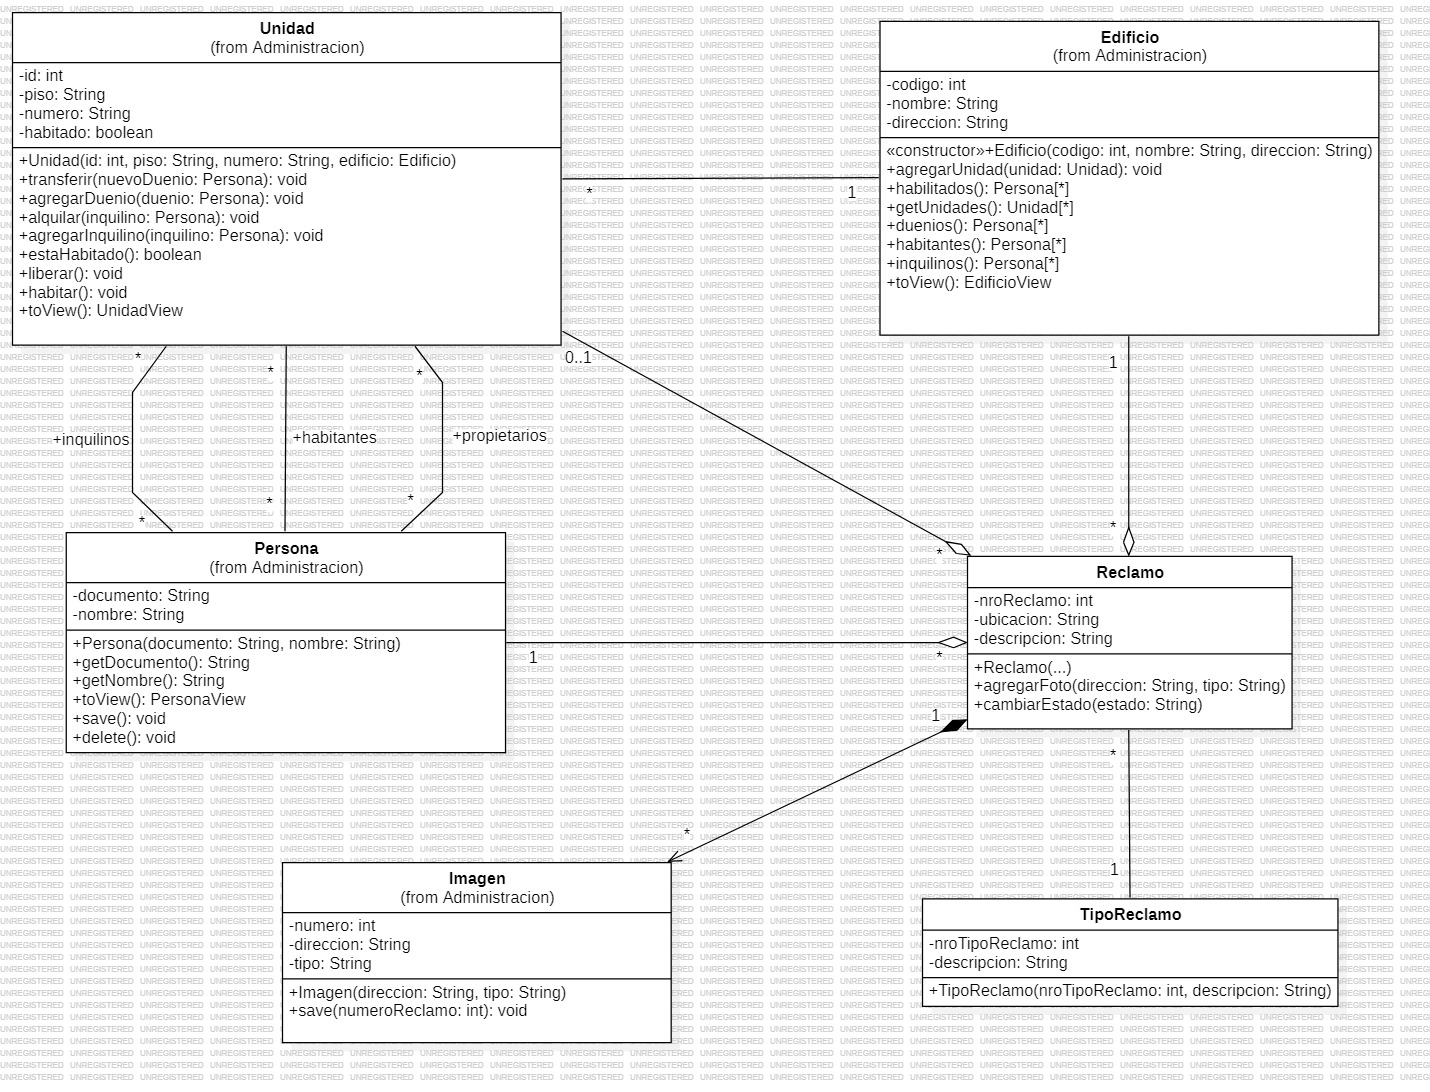 Unidad
(from Administracion)
-id: int
-piso: String
-numero: String
-habitado: boolean
+Unidad(id: int, piso: String, numero: String, edificio: Edificio)
+transferir(nuevoDuenio: Persona): void
+agregarDuenio(duenio: Persona): void
+alquilar(inquilino: Persona): void
+agregarInquilino(inquilino: Persona): void
+estaHabitado(): boolean
+liberar(): void
+habitar(): void
+toView(): UnidadView
Edificio
(from Administracion)
-codigo: int
-nombre: String
-direccion: String
«constructor»+Edificio(codigo: int, nombre: String, direccion: String)
+agregarUnidad(unidad: Unidad): void
+habilitados(): Persona[*]
+getUnidades(): Unidad[*]
+duenios(): Persona[*]
+habitantes(): Persona[*]
+inquilinos(): Persona[*]
+toView(): EdificioView
*
1
0..1
1
*
*
*
+inquilinos
+habitantes
+propietarios
*
*
*
*
*
Persona
(from Administracion)
-documento: String
-nombre: String
+Persona(documento: String, nombre: String)
+getDocumento(): String
+getNombre(): String
+toView(): PersonaView
+save(): void
+delete(): void
Reclamo
-nroReclamo: int
-ubicacion: String
-descripcion: String
+Reclamo(...)
+agregarFoto(direccion: String, tipo: String)
+cambiarEstado(estado: String)
1
*
1
*
*
1
Imagen
(from Administracion)
-numero: int
-direccion: String
-tipo: String
+Imagen(direccion: String, tipo: String)
+save(numeroReclamo: int): void
TipoReclamo
-nroTipoReclamo: int
-descripcion: String
+TipoReclamo(nroTipoReclamo: int, descripcion: String)
UNREGISTERED